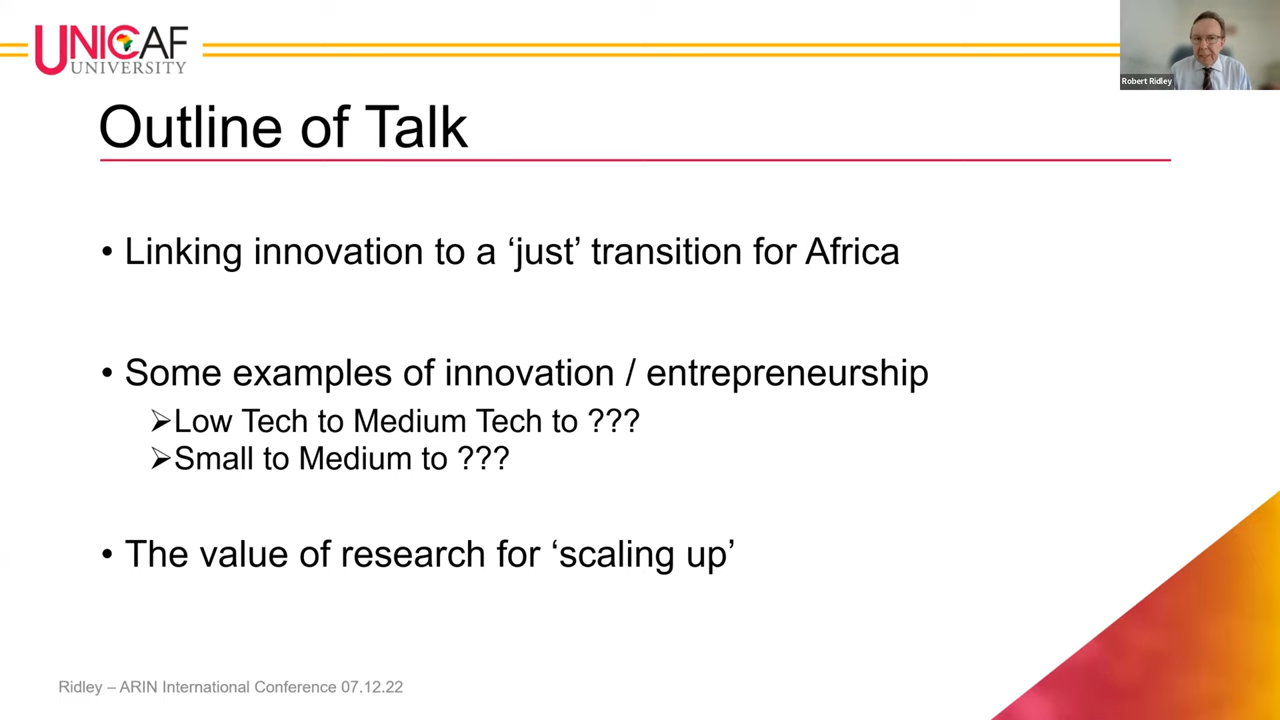 UNICAF
UNIVERSITY
Robert Ridley
Outline of Talk
• Linking innovation to a ‘just’ transition for Africa
• Some examples of innovation / entrepreneurship
➢Low Tech to Medium Tech to ???
➢Small to Medium to ???
• The value of research for ‘scaling up’
Ridley – ARIN International Conference 07.12.22